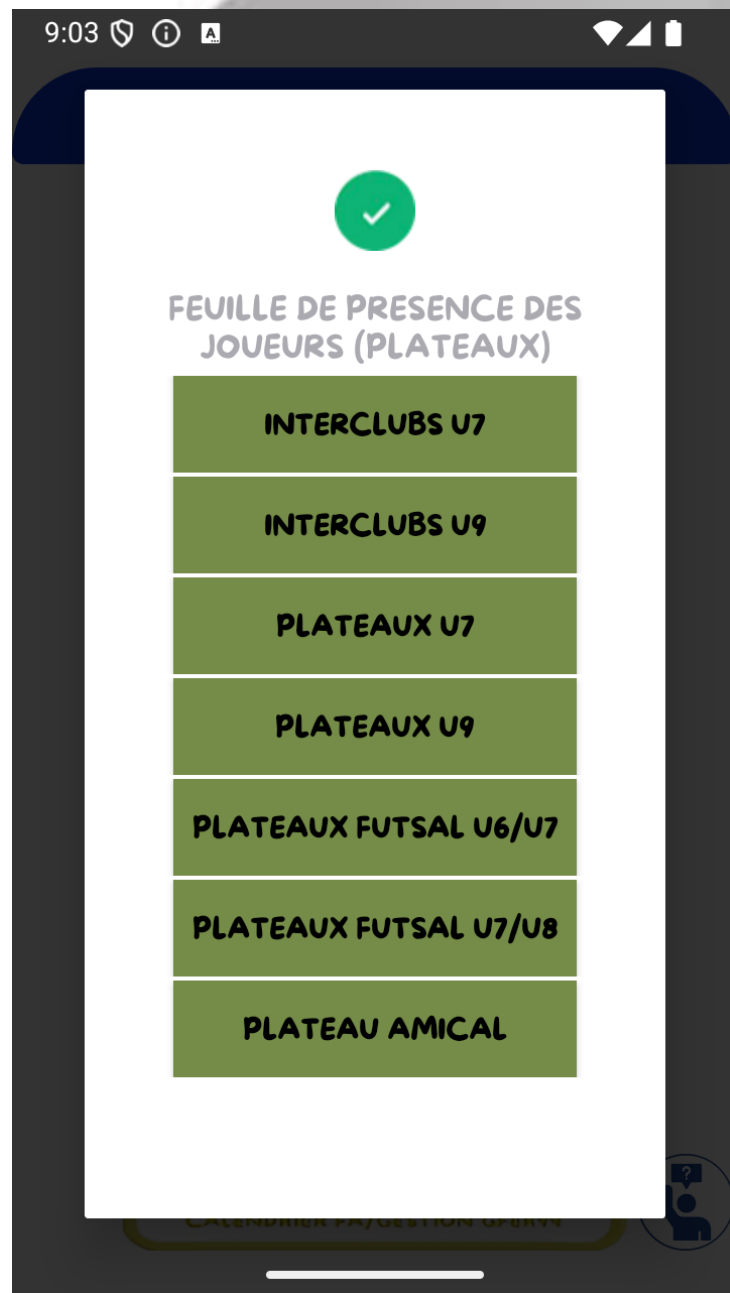 9:03
FEUILLE DE PRESENCE DES
JOUEURS (PLATEAUX)
INTERCLUBS U7
INTERCLUBS U9
PLATEAUX U7
PLATEAUX U9
PLATEAUX FUTSAL U6/U7
PLATEAUX FUTSAL U7/U8
PLATEAU AMICAL
CALENDRIER